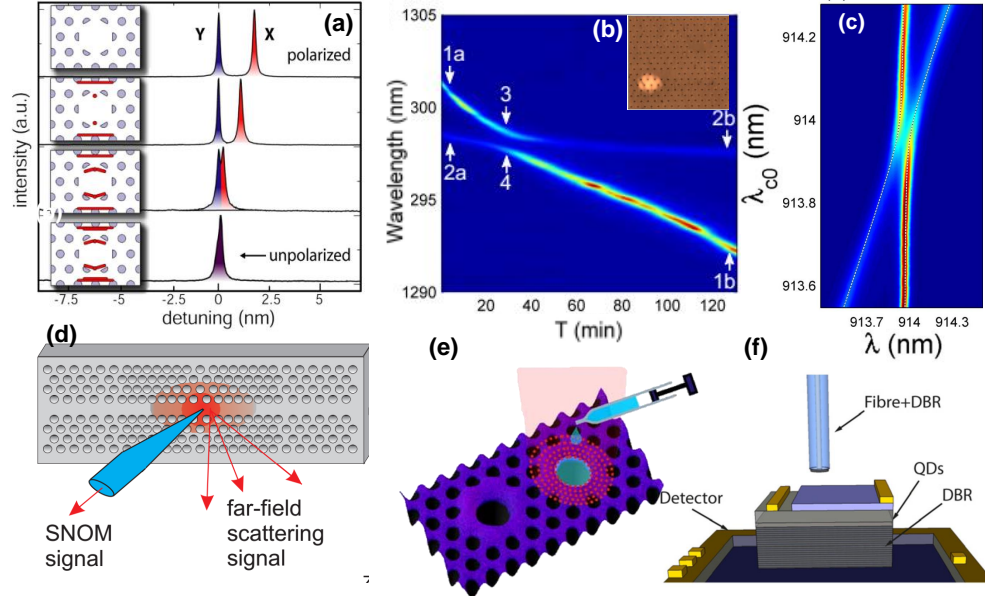 (a)
Y
X
polarized
unpolarized
intensity (a.u.)
-7.5
-5
-2.5
0
2.5
5
detuning (nm)
(b)
1305
300
1295
1290
Wavelength (nm)
1a
2a
3
4
2b
1b
20
40
60
80
100
120
T (min)
(c)
914.2
914
913.8
913.6
λc0 (nm)
913.7
914
914.3
λ (nm)
(d)
SNOM
signal
far-field
scattering
signal
(e)
(f)
Fibre+DBR
QDs
DBR
Detector